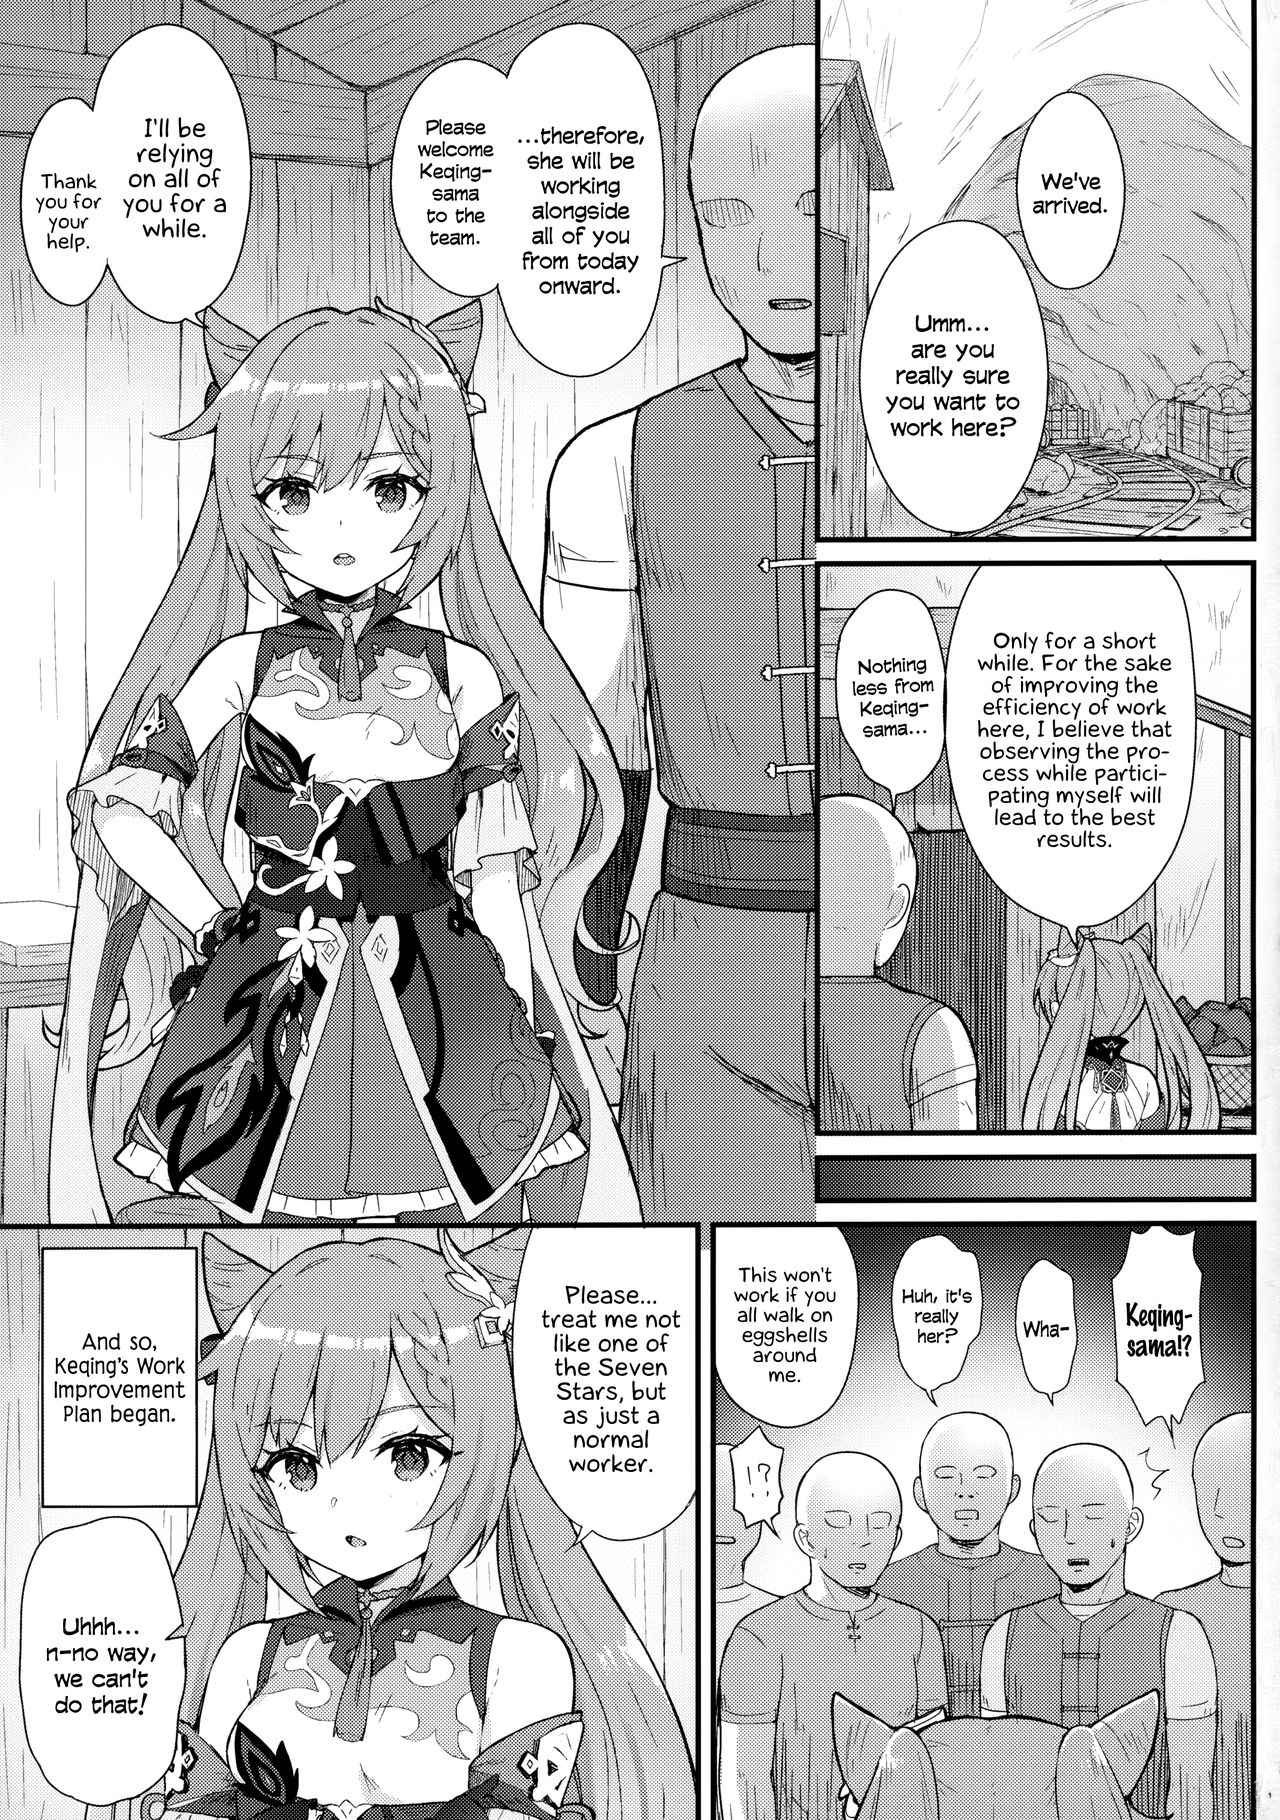 We've
arrived.
Umm...
are you
really sure
you want to
work here?
Only for a short
while. For the sake
of improving the
efficiency of work
here, I believe that
observing the pro-
cess while partici-
pating myself will
lead to the best
results.
Nothing
less from
Keqing-
sama...
...therefore,
she will be
working
alongside
all of you
from today
onward.
Please
welcome
Keqing-
sama
to the
team.
I'll be
relying
on all of
you for a
while.
Thank
you for
your
help.
Keqing-
sama!?
Wha-
Huh, it's
really
her?
This won't
work if you
all walk on
eggshells
around
me.
!?
Please...
treat me not
like one of
the Seven
Stars, but
as just a
normal
worker.
And so,
Keqing's Work
Improvement
Plan began.
Uhhh...
n-no way,
we can't
do that!